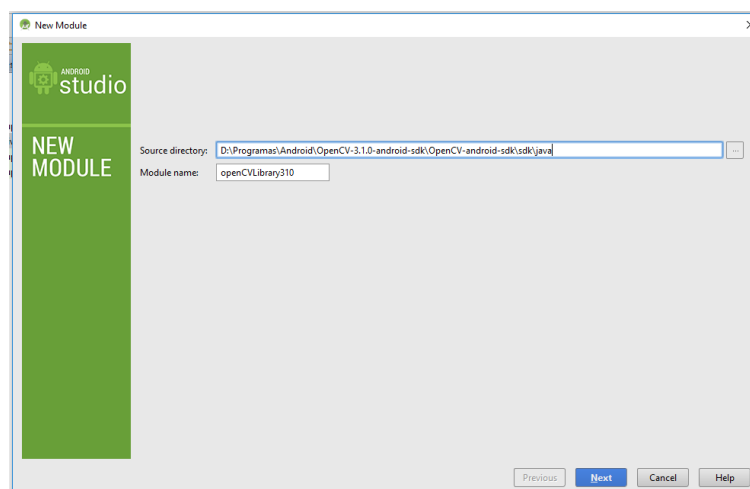 New Module
ANDROID
studio
NEW
MODULE
Source directory: D:\Programas\Android\OpenCV-3.1.0-android-sdk\OpenCV-android-sdk\sdk\java ...
Module name: openCVLibrary310
Previous Next Cancel Help